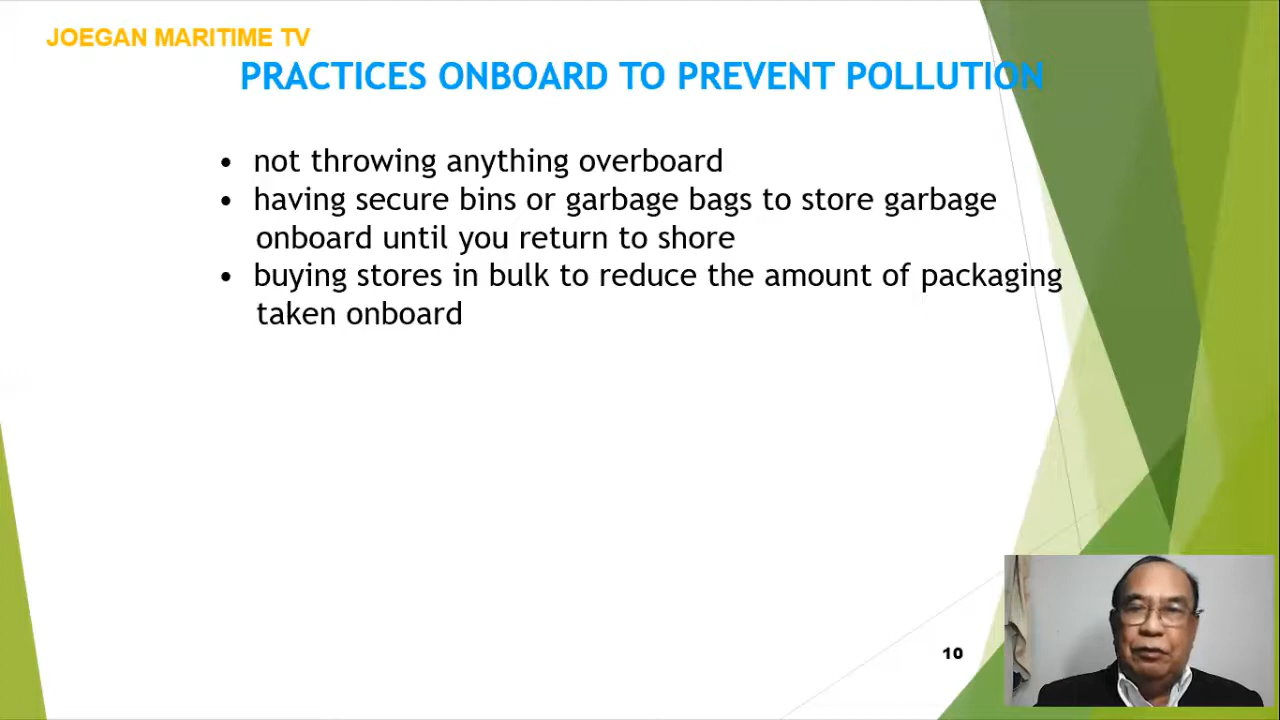 JOEGAN MARITIME TV
PRACTICES ONBOARD TO PREVENT POLLUTION
• not throwing anything overboard
• having secure bins or garbage bags to store garbage
onboard until you return to shore
• buying stores in bulk to reduce the amount of packaging
taken onboard
10